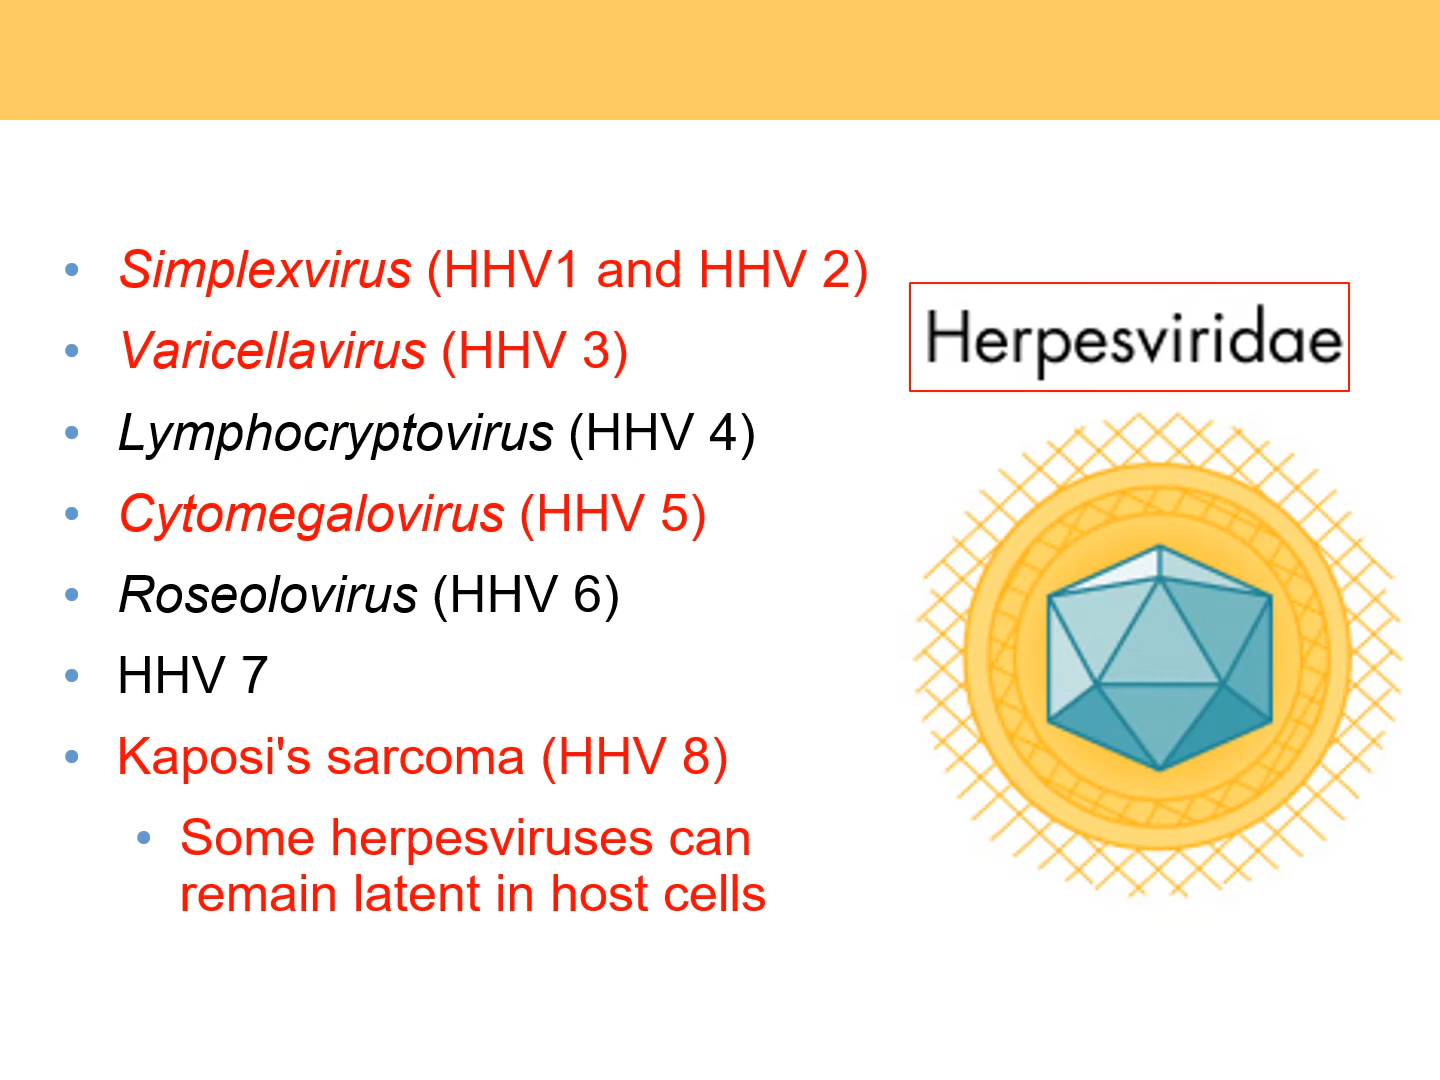 • Simplexvirus (HHV1 and HHV 2)
• Varicellavirus (HHV 3)
• Lymphocryptovirus (HHV 4)
• Cytomegalovirus (HHV 5)
• Roseolovirus (HHV 6)
• HHV 7
• Kaposi's sarcoma (HHV 8)
• Some herpesviruses can
remain latent in host cells
Herpesviridae